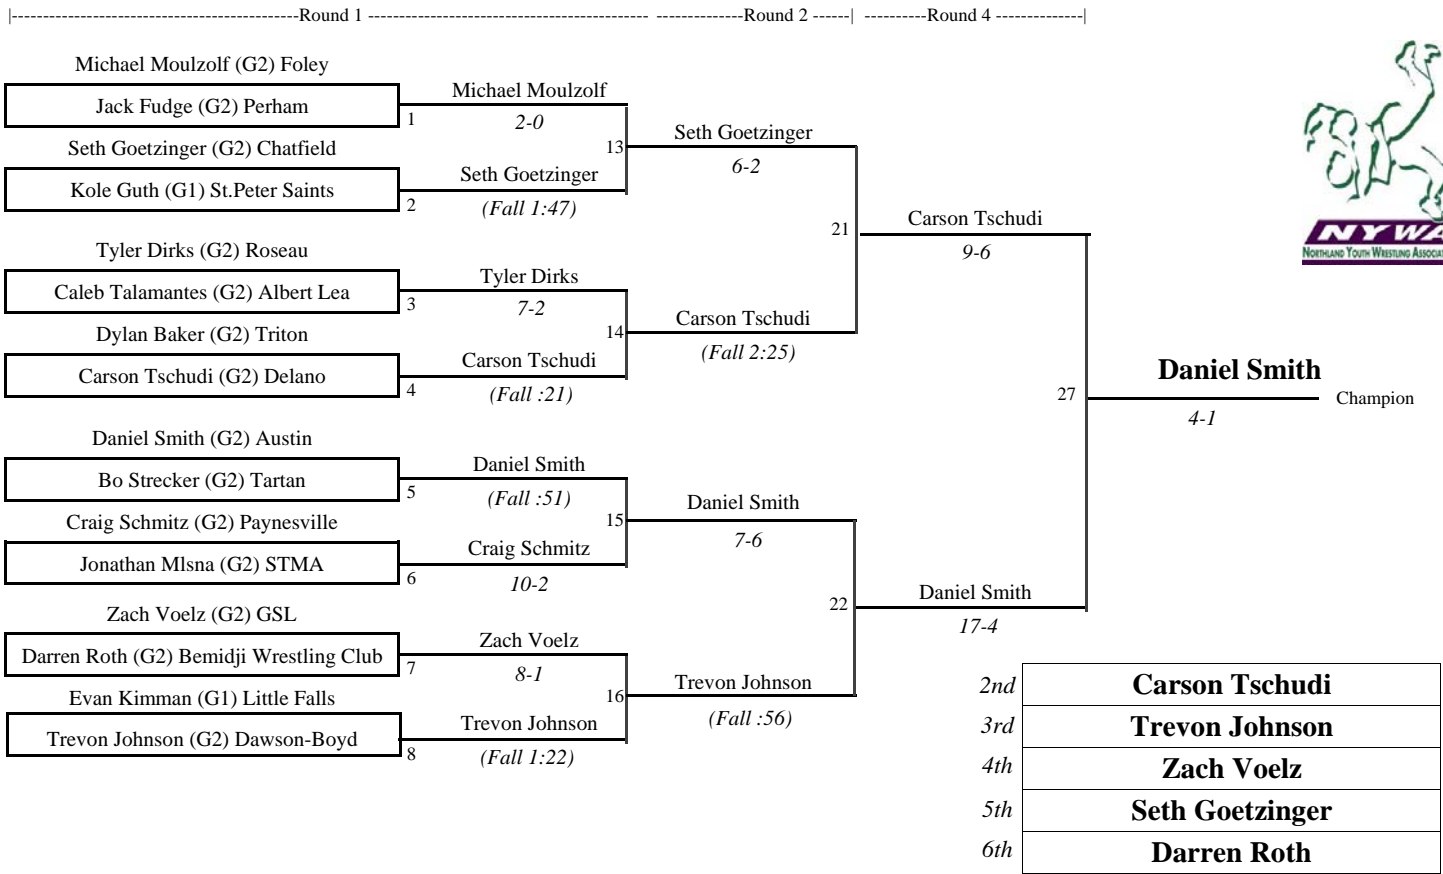 |----------------------------------------------Round 1 --------------------------------------------- --------------Round 2 ------| ----------Round 4 --------------|
Michael Moulzolf (G2) Foley
Jack Fudge (G2) Perham
1
Michael Moulzolf
2-0
Seth Goetzinger (G2) Chatfield
Kole Guth (G1) St.Peter Saints
2
Seth Goetzinger
(Fall 1:47)
13
Seth Goetzinger
6-2
Tyler Dirks (G2) Roseau
Caleb Talamantes (G2) Albert Lea
3
Tyler Dirks
7-2
Dylan Baker (G2) Triton
Carson Tschudi (G2) Delano
4
Carson Tschudi
(Fall :21)
14
Carson Tschudi
(Fall 2:25)
21
Carson Tschudi
9-6
Daniel Smith (G2) Austin
Bo Strecker (G2) Tartan
5
Daniel Smith
(Fall :51)
Craig Schmitz (G2) Paynesville
Jonathan Mlsna (G2) STMA
6
Craig Schmitz
10-2
15
Daniel Smith
7-6
Zach Voelz (G2) GSL
Darren Roth (G2) Bemidji Wrestling Club
7
Zach Voelz
8-1
Evan Kimman (G1) Little Falls
Trevon Johnson (G2) Dawson-Boyd
8
Trevon Johnson
(Fall 1:22)
16
Trevon Johnson
(Fall :56)
22
Daniel Smith
17-4
27
Daniel Smith
4-1
Champion
NYWA
NORTHLAND YOUTH WRESTLING ASSOCIAT
2nd Carson Tschudi
3rd Trevon Johnson
4th Zach Voelz
5th Seth Goetzinger
6th Darren Roth